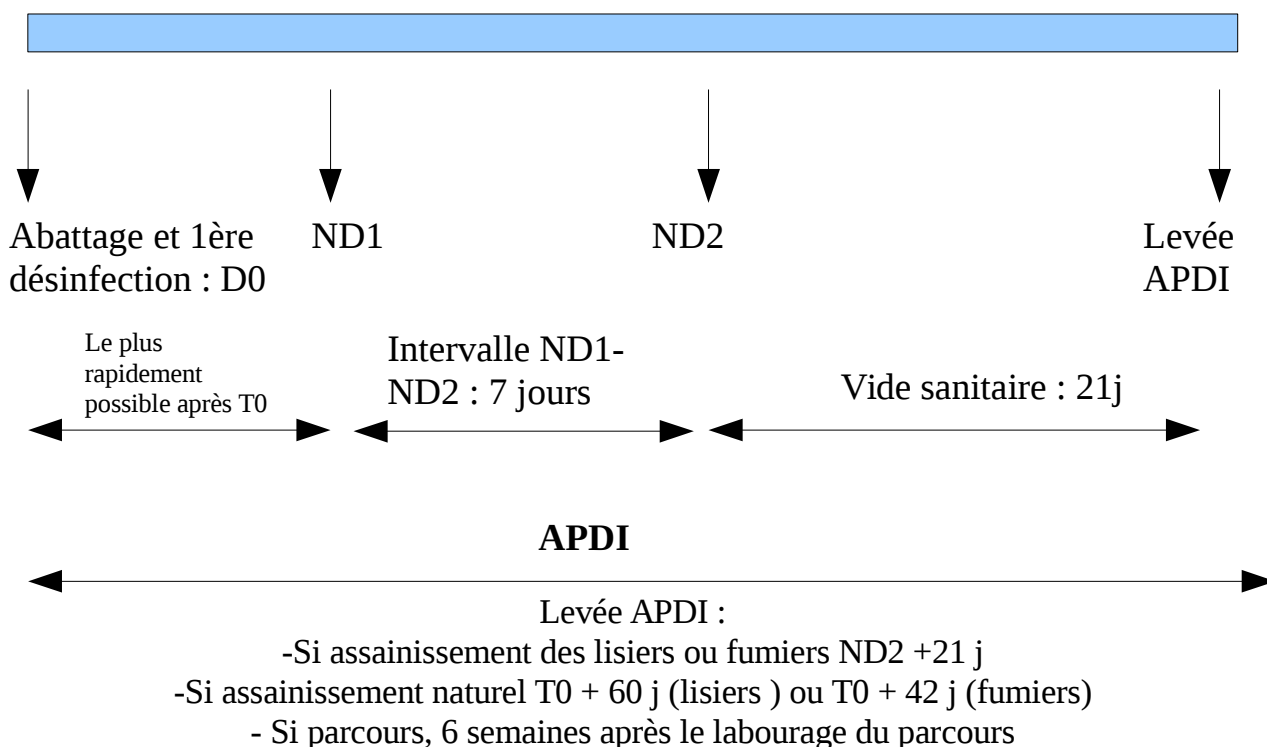 Abattage et 1ère
désinfection : D0
ND1
ND2
Levée
APDI
Le plus
rapidement
possible après T0
Intervalle ND1-
ND2 : 7 jours
Vide sanitaire : 21j
APDI
Levée APDI :
-Si assainissement des lisiers ou fumiers ND2 +21 j
-Si assainissement naturel T0 + 60 j (lisiers ) ou T0 + 42 j (fumiers)
- Si parcours, 6 semaines après le labourage du parcours